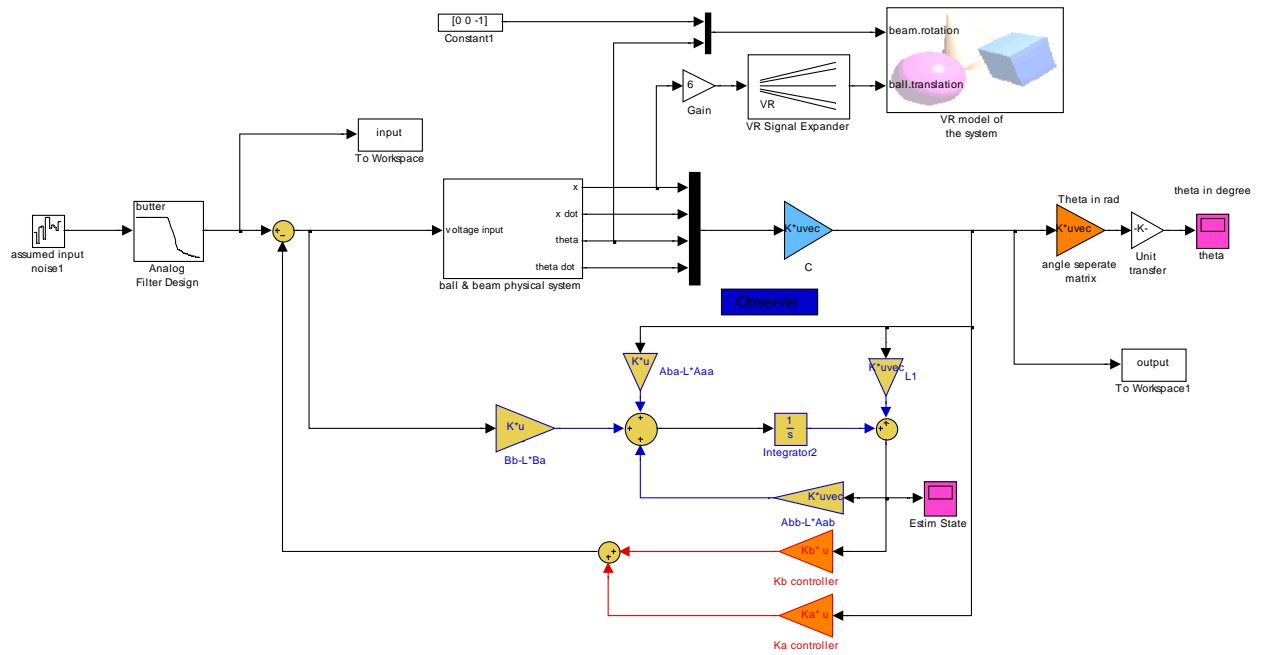 [0 0 -1]
Constant1
beam.rotation
6
Gain
VR
VR Signal Expander
ball.translation
VR model of
the system
input
To Workspace
assumed input
noise1
butter
Analog
Filter Design
+
−
voltage input
x
x dot
theta
theta dot
ball & beam physical system
K*uvec
C
Theta in rad
K*uvec
angle seperate
matrix
-K-
Unit
transfer
theta in degree
theta
Observer
output
To Workspace1
K*u
Aba-L*Aaa
K*uvec
L1
K*u
Bb-L*Ba
+
+
+
1
s
Integrator2
+
+
K*uvec
Abb-L*Aab
Estim State
+
+
Kb* u
Kb controller
Ka* u
Ka controller